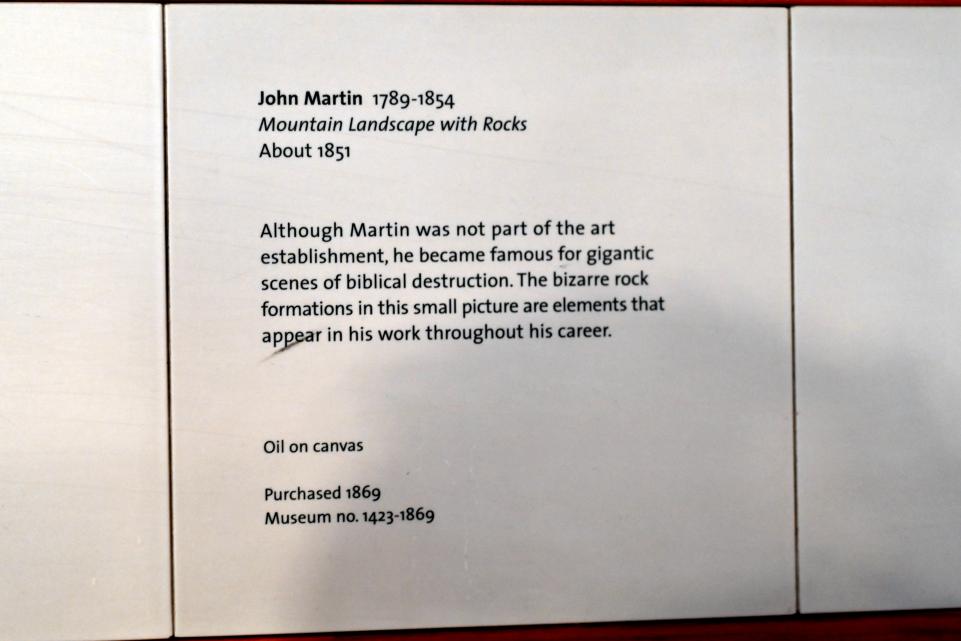 John Martin 1789-1854
Mountain Landscape with Rocks
About 1851
Although Martin was not part of the art
establishment, he became famous for gigantic
scenes of biblical destruction. The bizarre rock
formations in this small picture are elements that
appear in his work throughout his career.
Oil on canvas
Purchased 1869
Museum no. 1423-1869